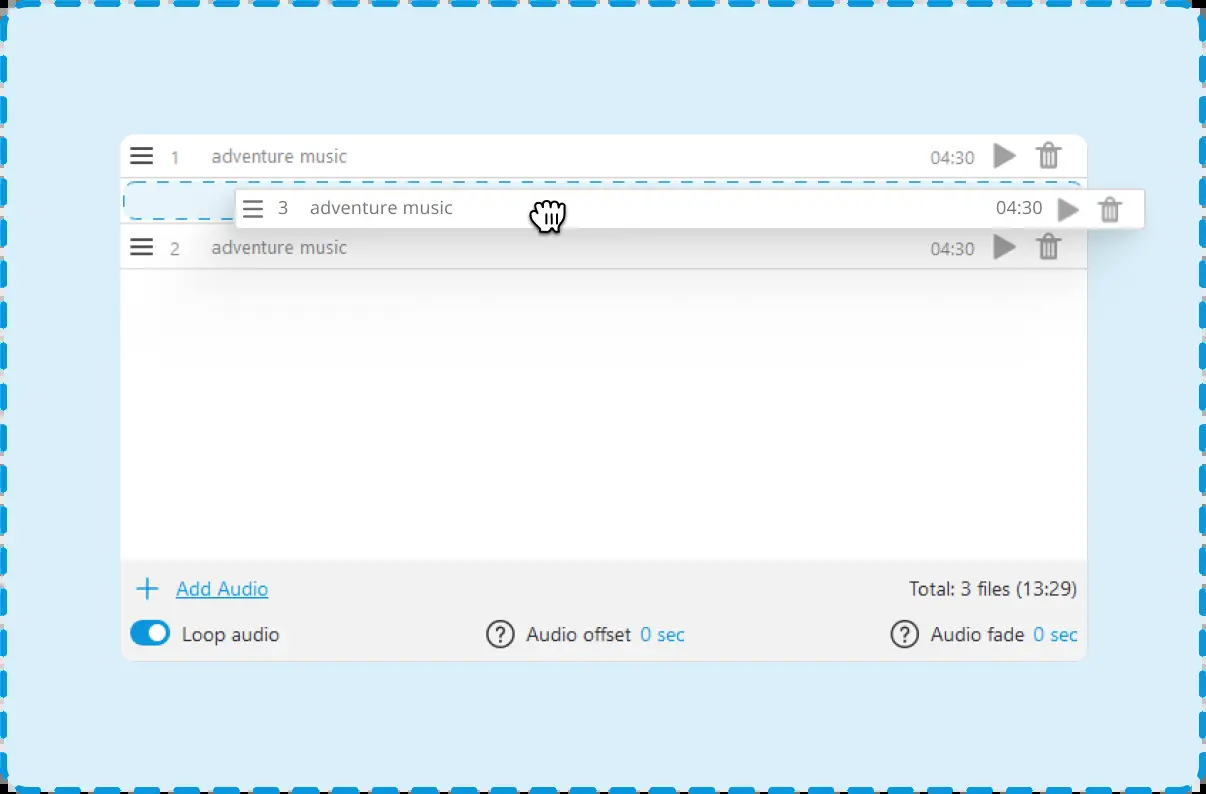 1 adventure music 04:30
3 adventure music 04:30
2 adventure music 04:30
Add Audio Total: 3 files (13:29)
Loop audio ? Audio offset 0 sec ? Audio fade 0 sec